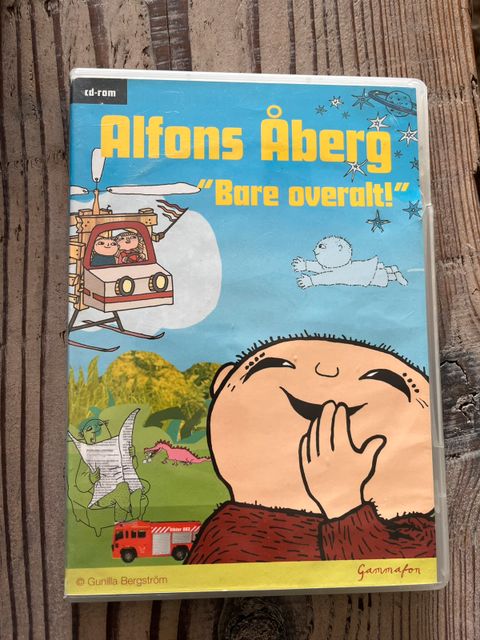 cd-rom
Alfons Åberg
"Bare overalt!"
Gammafon
© Gunilla Bergström